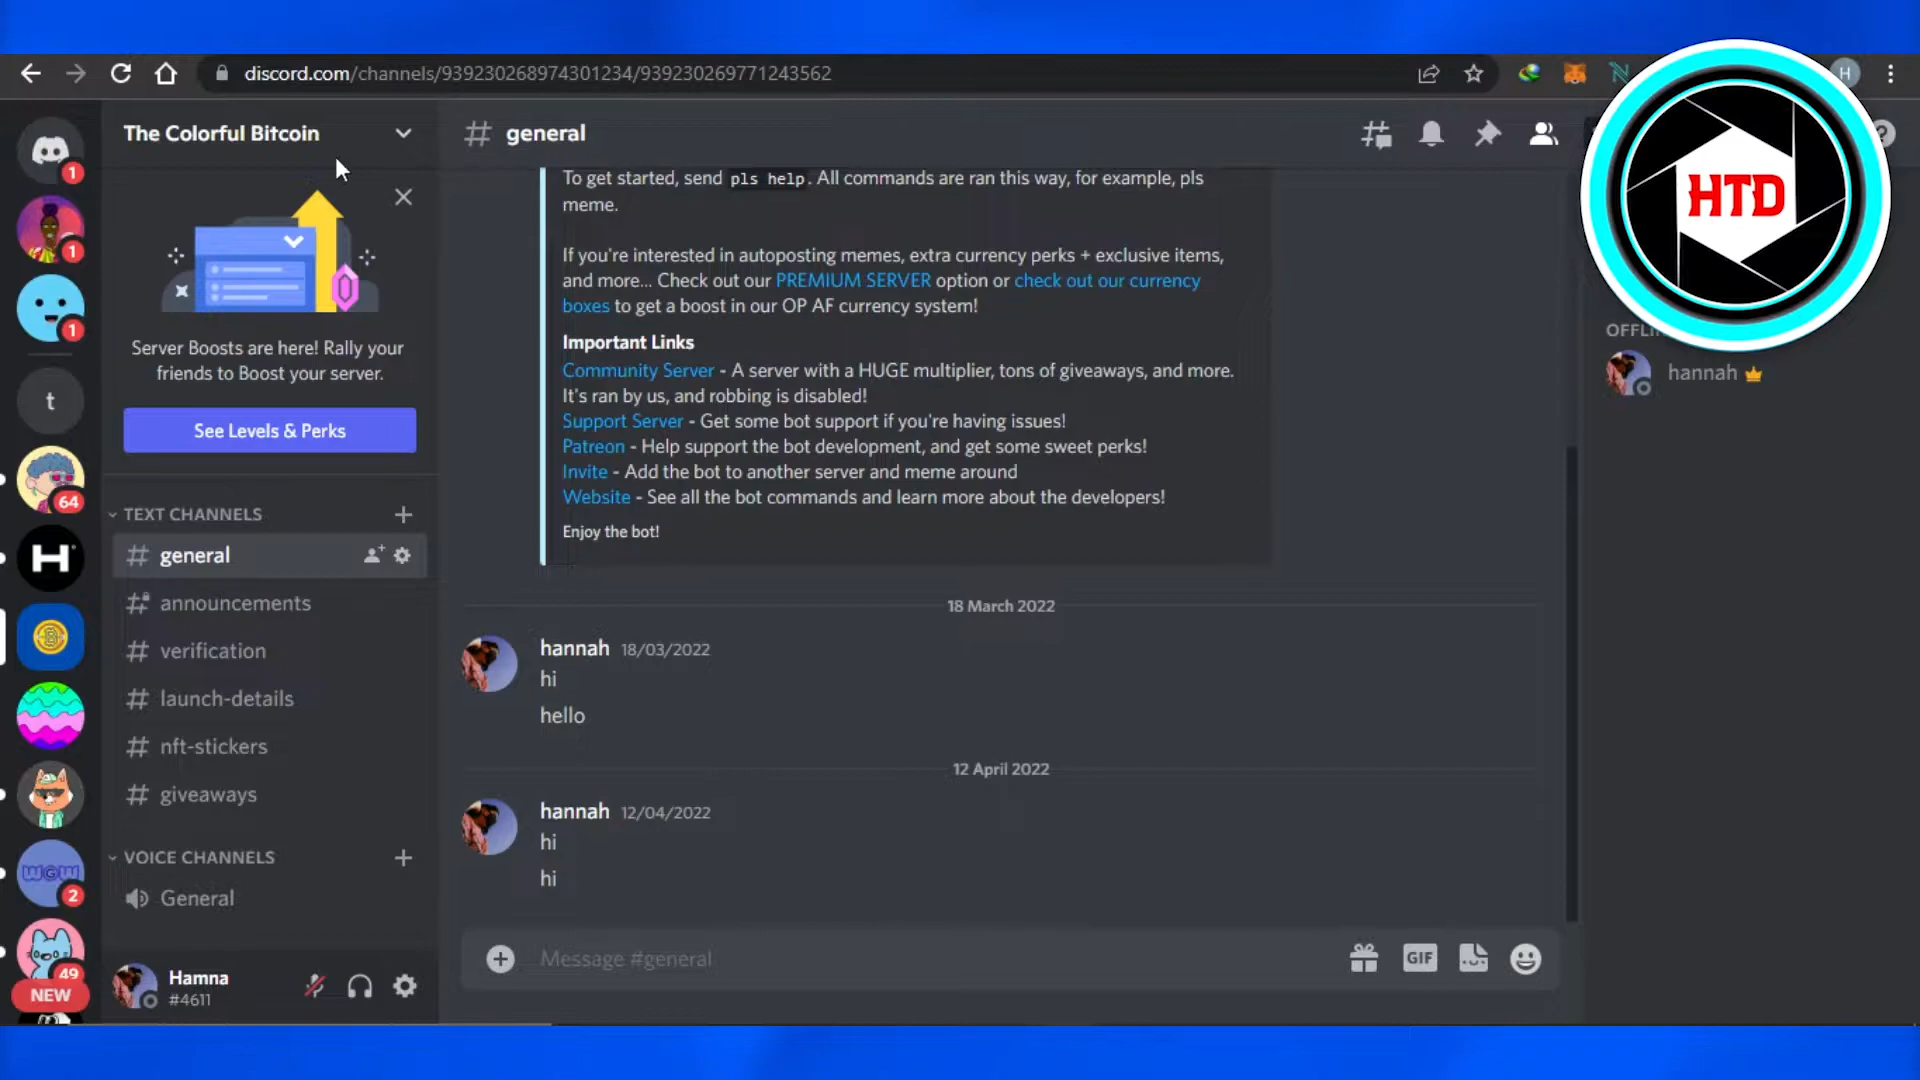 discord.com/channels/939230268974301234/939230269771243562
H
HTD
The Colorful Bitcoin
# general
1
1
1
t
64
H
WGW
2
49
NEW
Server Boosts are here! Rally your
friends to Boost your server.
See Levels & Perks
TEXT CHANNELS
# general
# announcements
# verification
# launch-details
# nft-stickers
# giveaways
VOICE CHANNELS
General
Hamna
#4611
To get started, send pls help. All commands are ran this way, for example, pls
meme.
If you're interested in autoposting memes, extra currency perks + exclusive items,
and more... Check out our PREMIUM SERVER option or check out our currency
boxes to get a boost in our OP AF currency system!
Important Links
Community Server - A server with a HUGE multiplier, tons of giveaways, and more.
It's ran by us, and robbing is disabled!
Support Server - Get some bot support if you're having issues!
Patreon - Help support the bot development, and get some sweet perks!
Invite - Add the bot to another server and meme around
Website - See all the bot commands and learn more about the developers!
Enjoy the bot!
18 March 2022
hannah 18/03/2022
hi
hello
12 April 2022
hannah 12/04/2022
hi
hi
Message #general
GIF
hannah